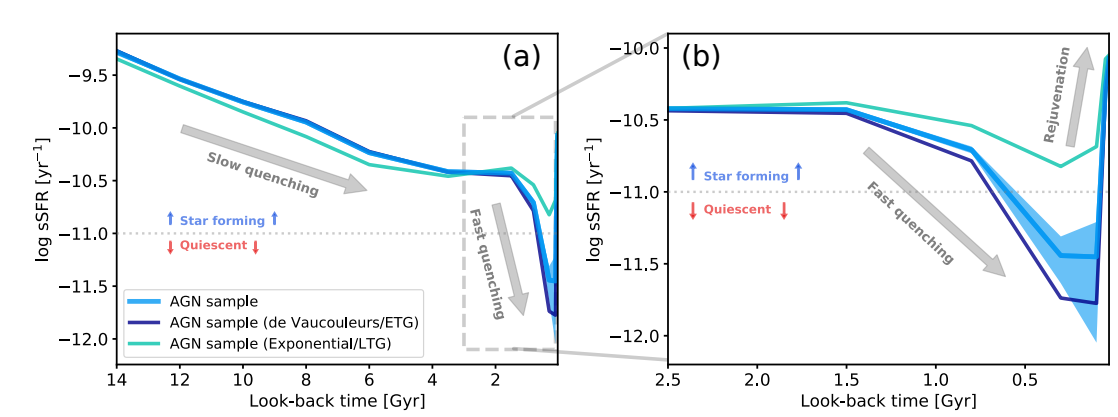 (a)
log sSFR [yr⁻¹]
−9.5
−10.0
−10.5
−11.0
−11.5
−12.0
Slow quenching
Fast quenching
Star forming
Quiescent
AGN sample
AGN sample (de Vaucouleurs/ETG)
AGN sample (Exponential/LTG)
14 12 10 8 6 4 2
Look-back time [Gyr]
(b)
log sSFR [yr⁻¹]
−10.0
−10.5
−11.0
−11.5
−12.0
Rejuvenation
Star forming
Quiescent
Fast quenching
2.5 2.0 1.5 1.0 0.5
Look-back time [Gyr]